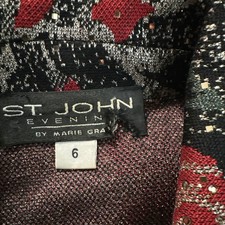 ST JOHN
EVENIN
BY MARIE GRA
6